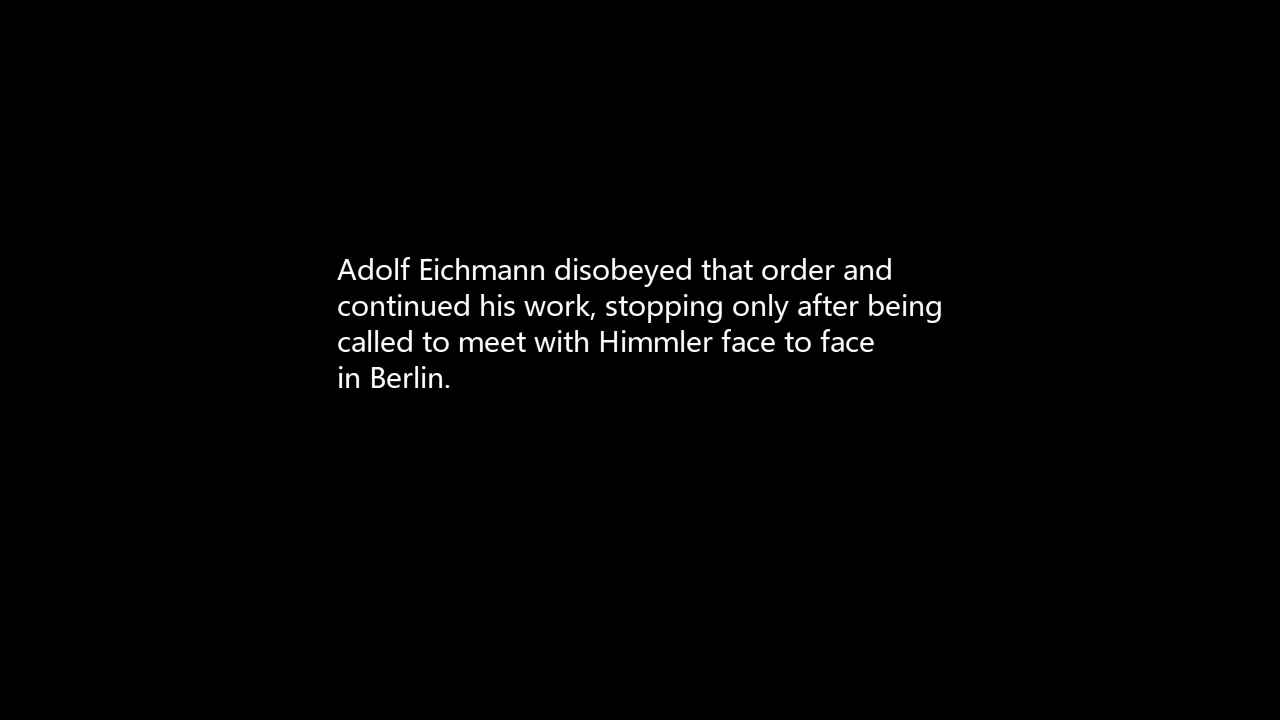 Adolf Eichmann disobeyed that order and
continued his work, stopping only after being
called to meet with Himmler face to face
in Berlin.